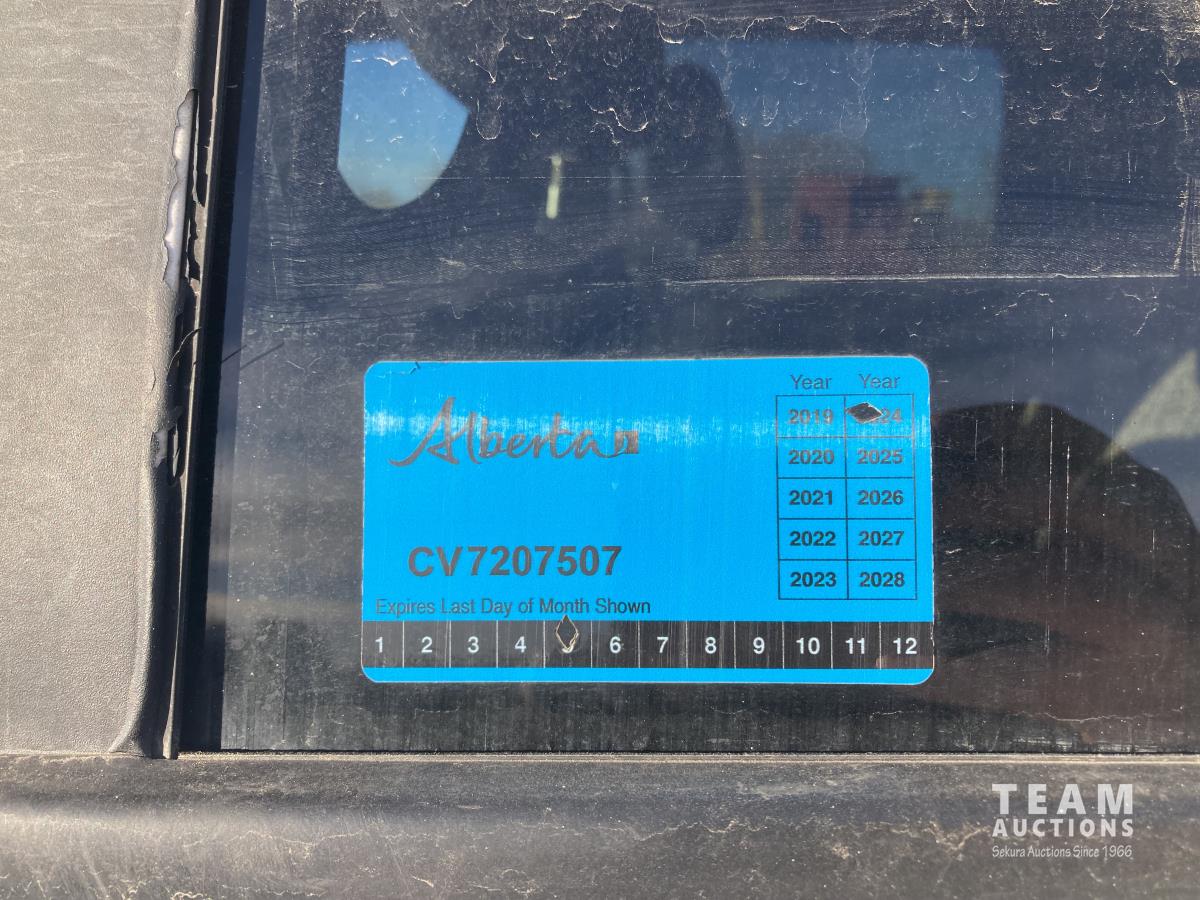 Alberta
Year Year
2019 24
2020 2025
2021 2026
2022 2027
2023 2028
CV7207507
Expires Last Day of Month Shown
1 2 3 4 6 7 8 9 10 11 12
TEAM
AUCTIONS
Sekura Auctions Since 1966